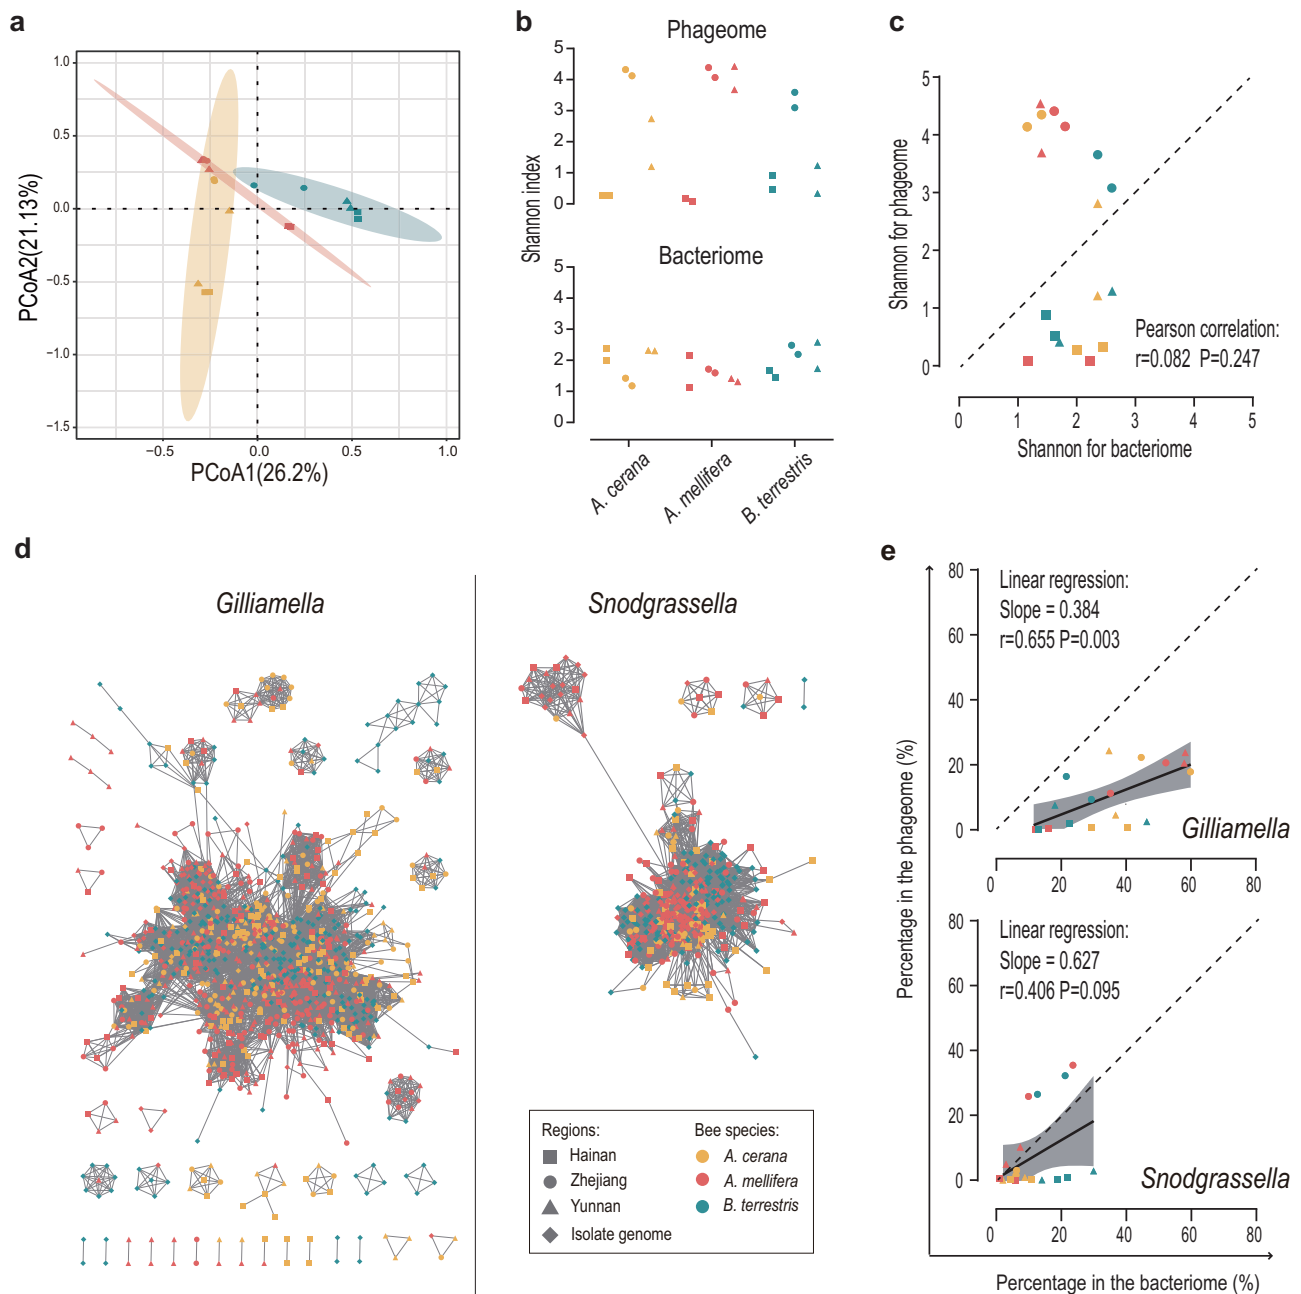 a
1.0
0.5
0.0
−0.5
−1.0
−1.5
PCoA2(21.13%)
−0.5
0.0
0.5
1.0
PCoA1(26.2%)
b
Phageome
5
4
3
2
1
0
Shannon index
Bacteriome
5
4
3
2
1
0
A. cerana
A. mellifera
B. terrestris
c
5
4
3
2
1
0
Shannon for phageome
Pearson correlation:
r=0.082 P=0.247
0
1
2
3
4
5
Shannon for bacteriome
d
Gilliamella
Snodgrassella
Regions:
Hainan
Zhejiang
Yunnan
Isolate genome
Bee species:
A. cerana
A. mellifera
B. terrestris
e
80
60
40
20
0
Linear regression:
Slope = 0.384
r=0.655 P=0.003
Gilliamella
0
20
40
60
80
Percentage in the phageome (%)
80
60
40
20
0
Linear regression:
Slope = 0.627
r=0.406 P=0.095
Snodgrassella
0
20
40
60
80
Percentage in the bacteriome (%)